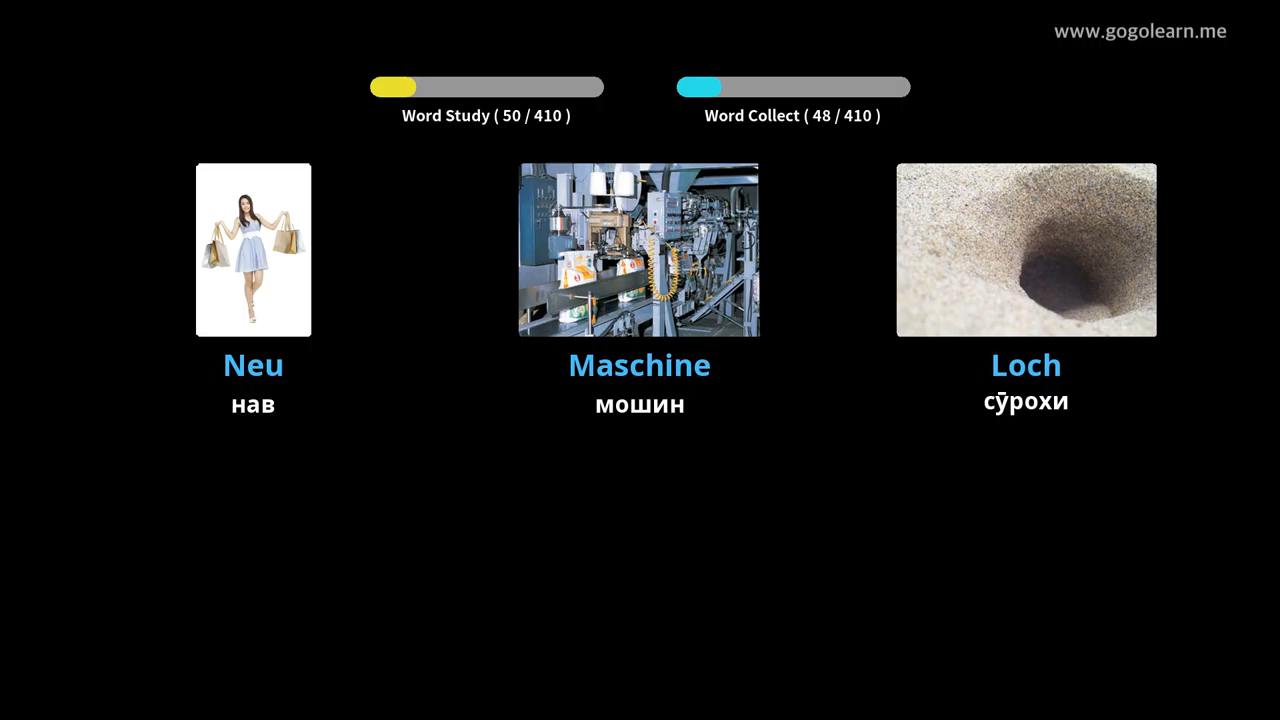 www.gogolearn.me
Word Study ( 50 / 410 )
Word Collect ( 48 / 410 )
Neu
Maschine
Loch
нав
мошин
сӯрохи